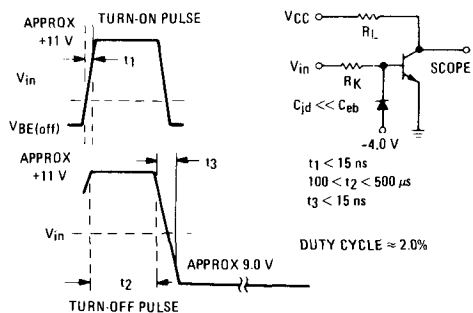 APPROX
+11 V
TURN-ON PULSE
t1
Vin
VBE(off)
APPROX
+11 V
t3
Vin
APPROX 9.0 V
t2
TURN-OFF PULSE
VCC
RL
Vin
RK
SCOPE
Cjd << Ceb
-4.0 V
t1 < 15 ns
100 < t2 < 500 μs
t3 < 15 ns
DUTY CYCLE ≈ 2.0%